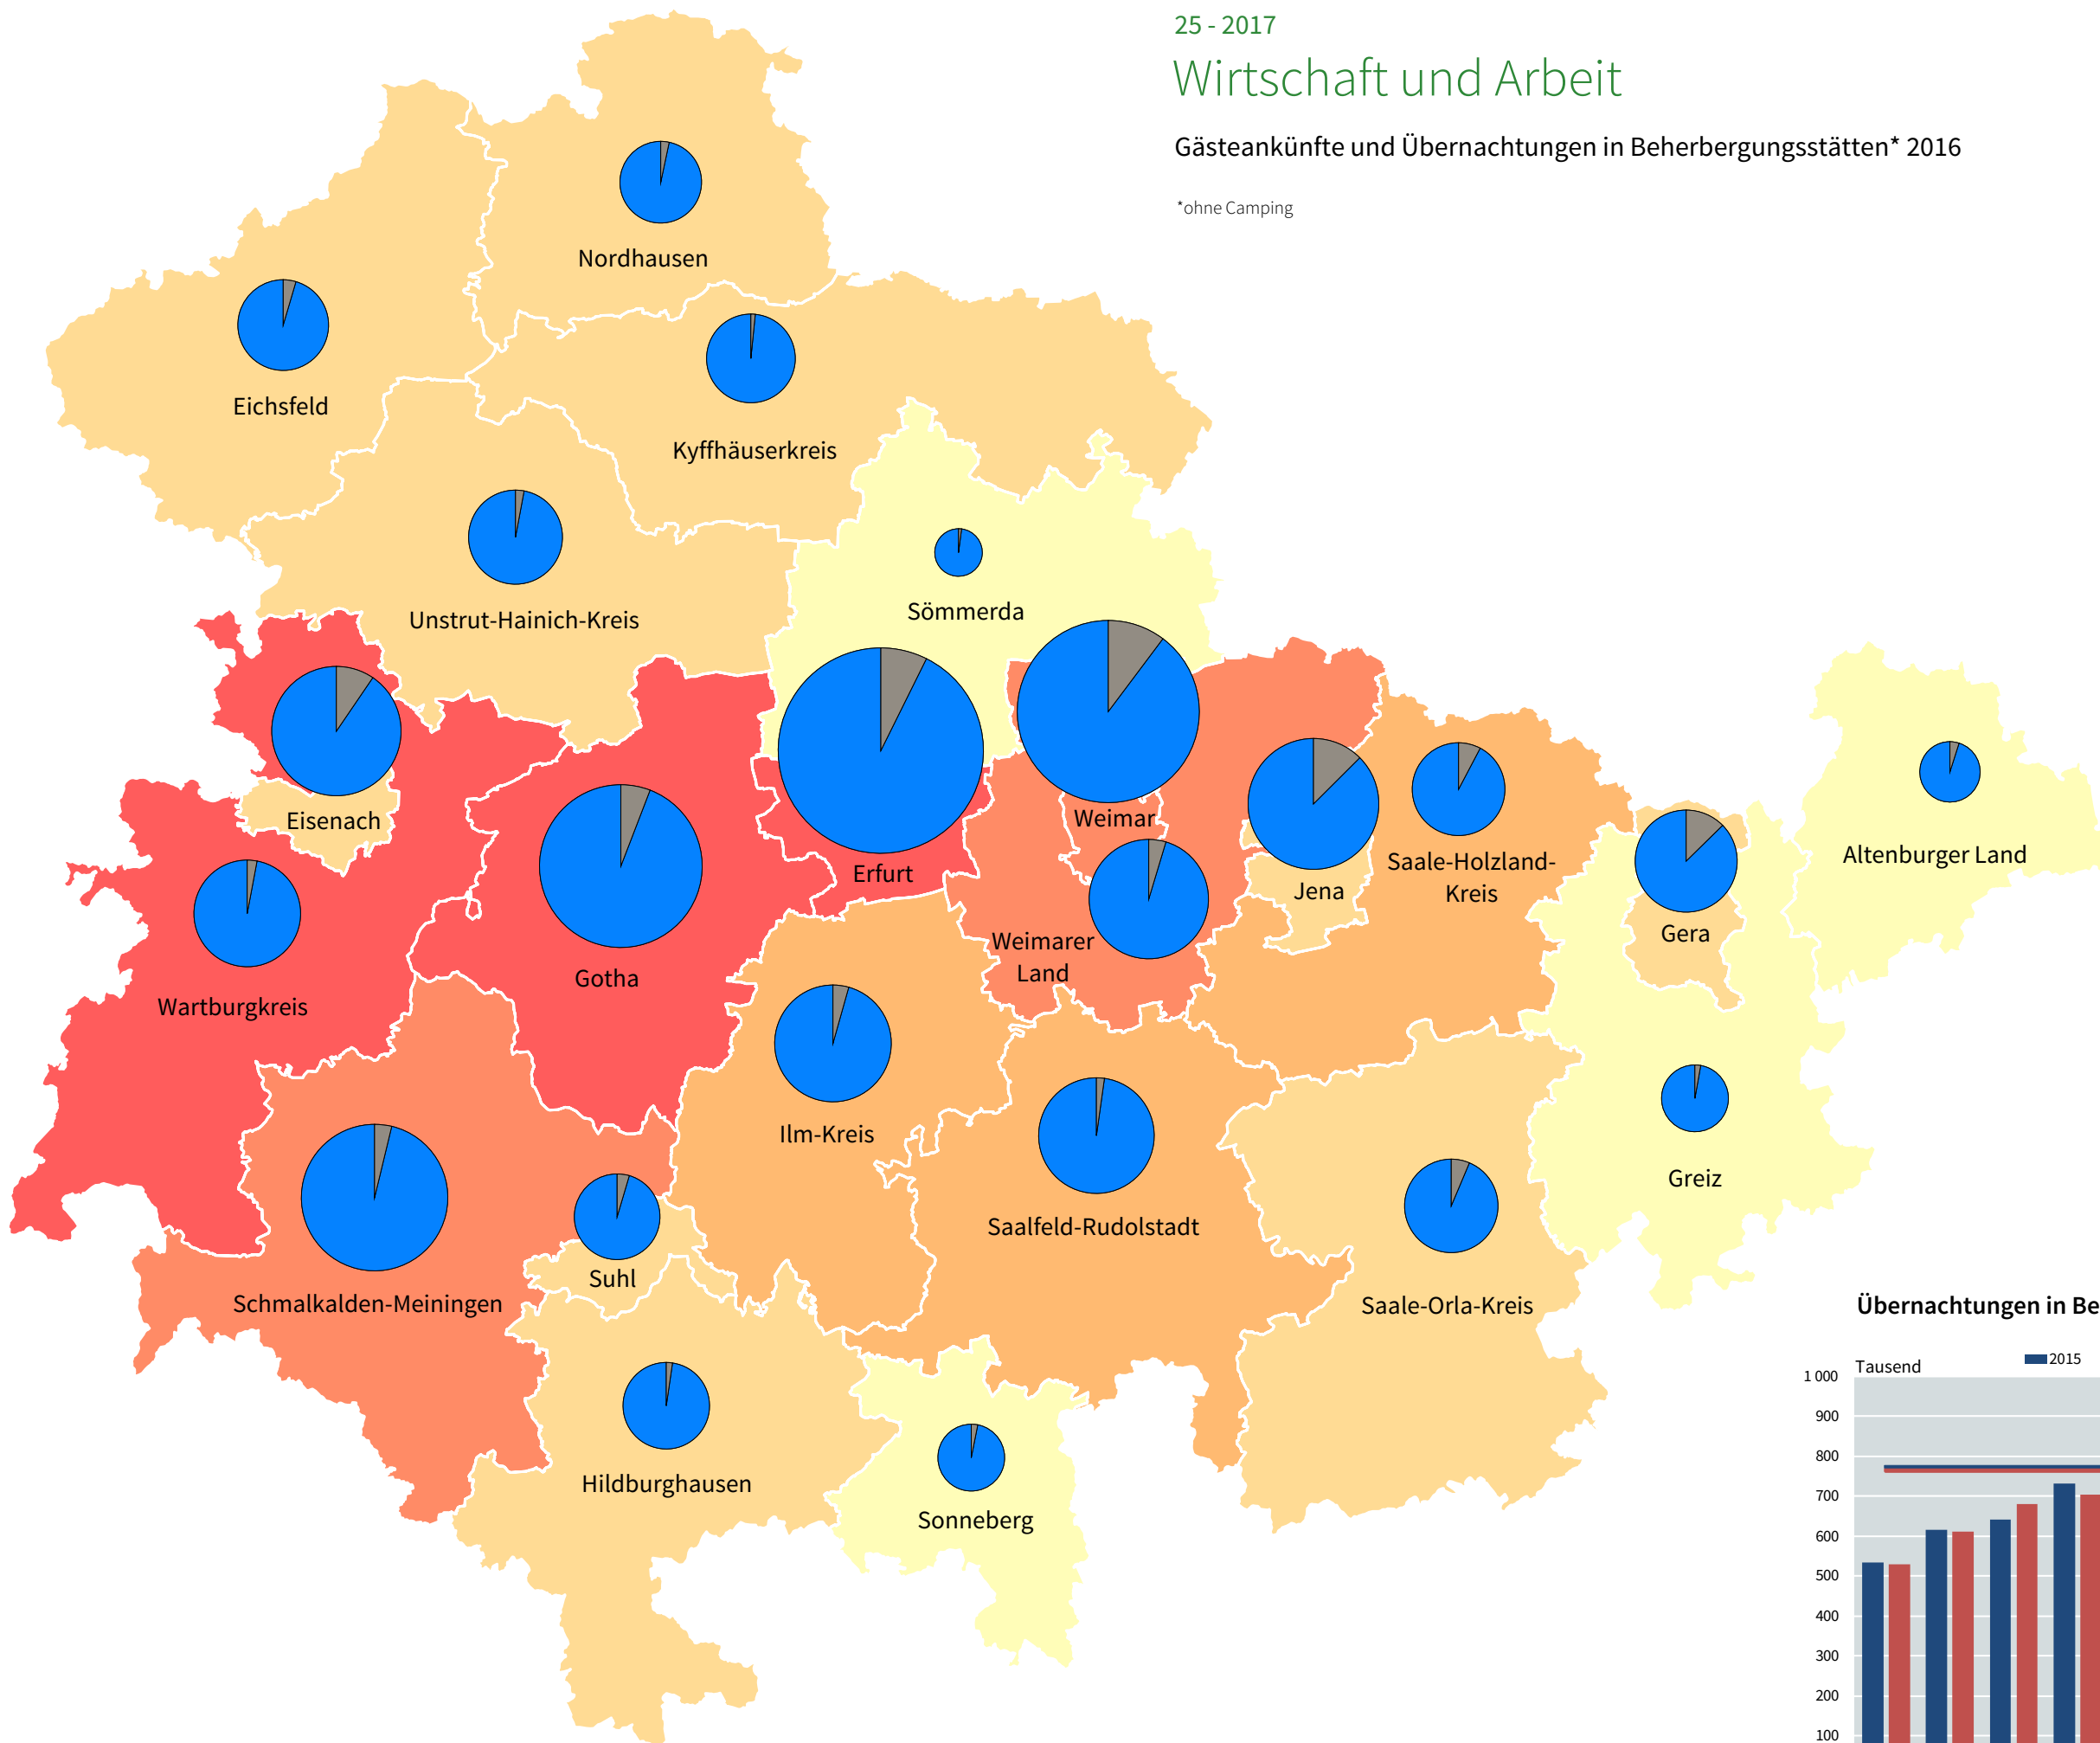 25 - 2017
Wirtschaft und Arbeit
Gästeankünfte und Übernachtungen in Beherbergungsstätten* 2016
*ohne Camping
Nordhausen
Eichsfeld
Kyffhäuserkreis
Unstrut-Hainich-Kreis
Sömmerda
Eisenach
Weimar
Altenburger Land
Saale-Holzland-
Kreis
Erfurt
Jena
Gera
Weimarer
Land
Gotha
Wartburgkreis
Ilm-Kreis
Greiz
Saalfeld-Rudolstadt
Suhl
Schmalkalden-Meiningen
Saale-Orla-Kreis
Hildburghausen
Sonneberg
Übernachtungen in Be
Tausend
2015
1 000
900
800
700
600
500
400
300
200
100